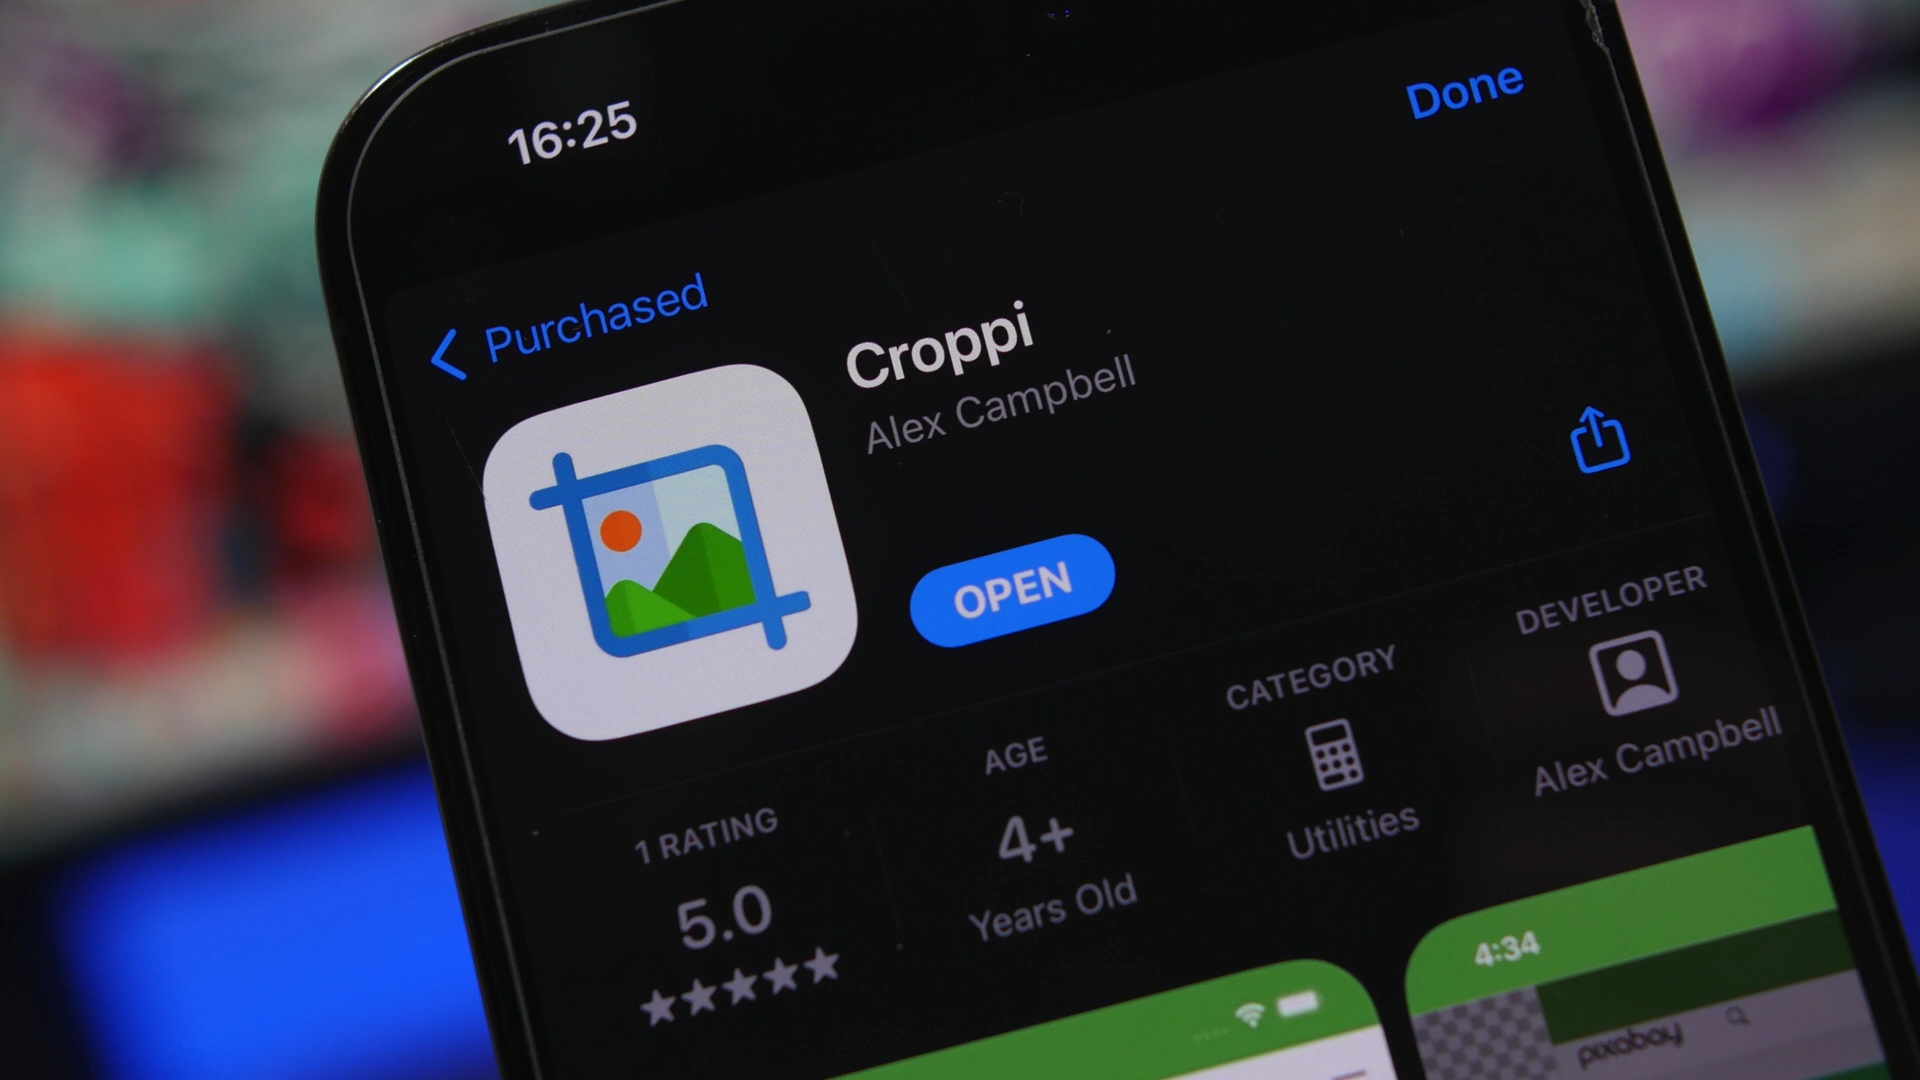 16:25
Done
Purchased
Croppi
Alex Campbell
OPEN
1 RATING
5.0
AGE
4+
Years Old
CATEGORY
Utilities
DEVELOPER
Alex Campbell
4:34
pixabay